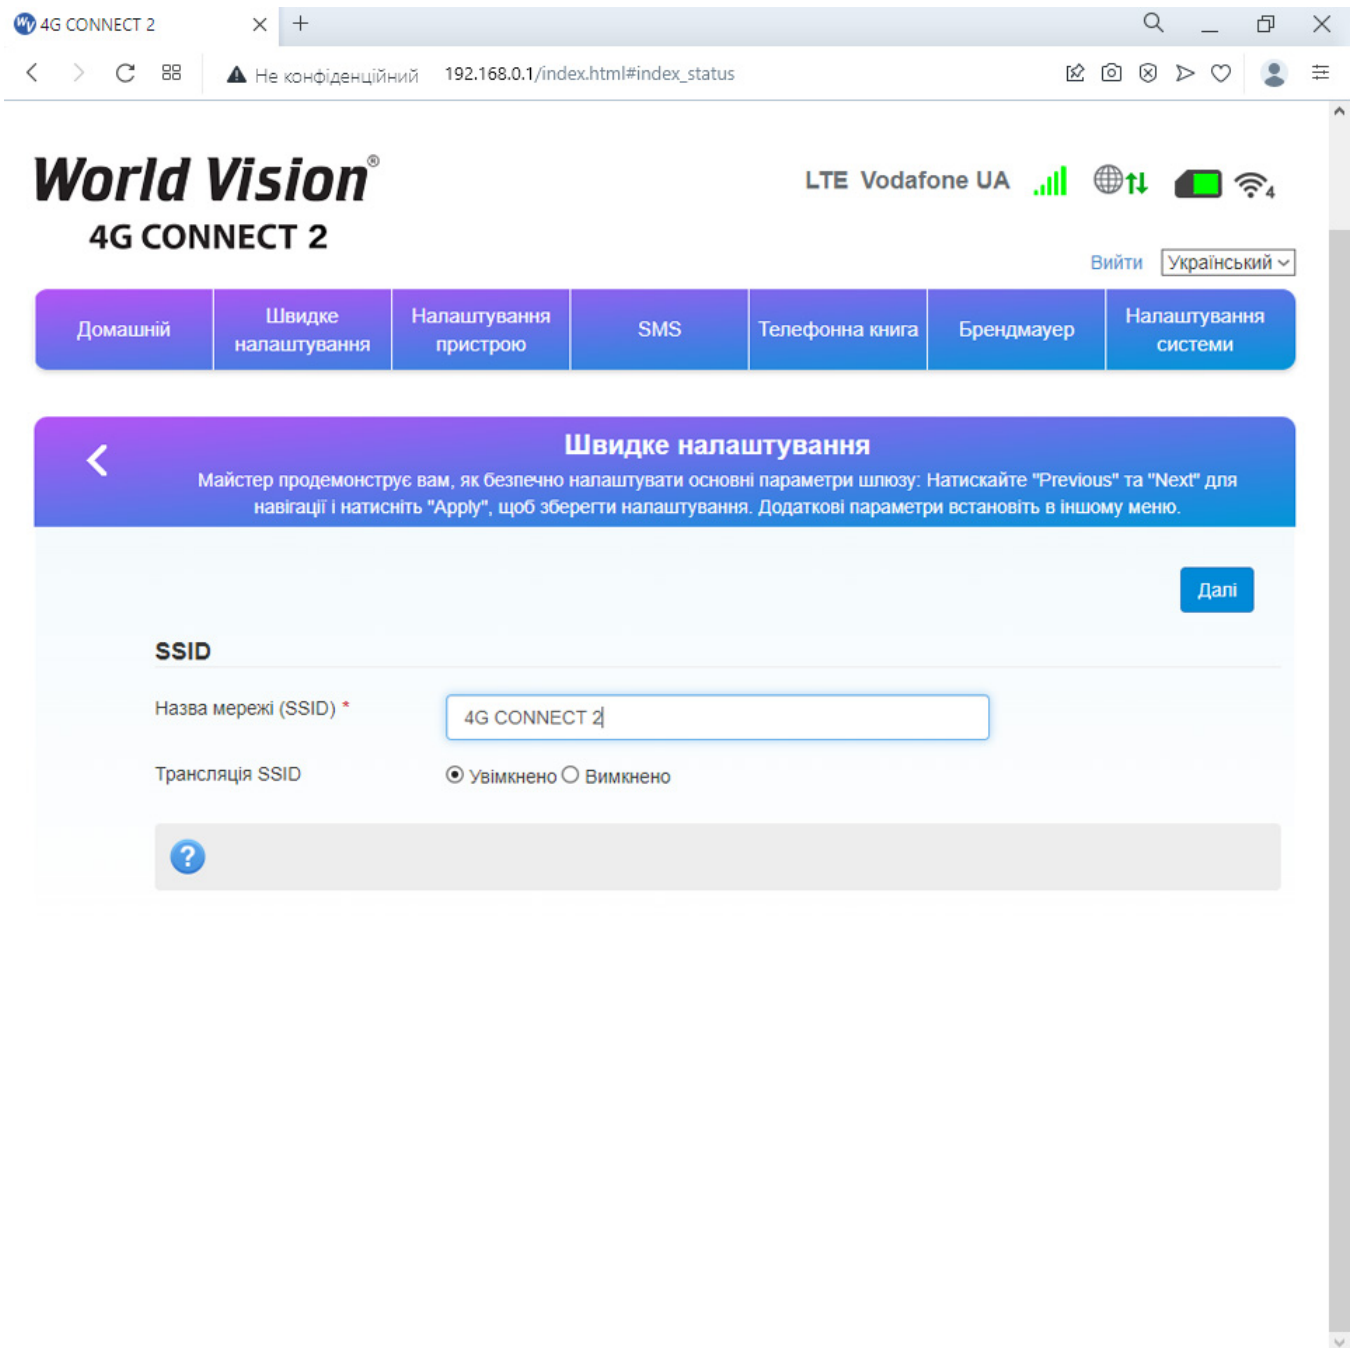 4G CONNECT 2
Не конфіденційний 192.168.0.1/index.html#index_status
World Vision®
4G CONNECT 2
LTE Vodafone UA
4
Вийти Український
Домашній
Швидке
налаштування
Налаштування
пристрою
SMS
Телефонна книга
Брендмауер
Налаштування
системи
Швидке налаштування
Майстер продемонструє вам, як безпечно налаштувати основні параметри шлюзу: Натискайте "Previous" та "Next" для
навігації і натисніть "Apply", щоб зберегти налаштування. Додаткові параметри встановіть в іншому меню.
Далі
SSID
Назва мережі (SSID) * 4G CONNECT 2
Трансляція SSID Увімкнено Вимкнено
?